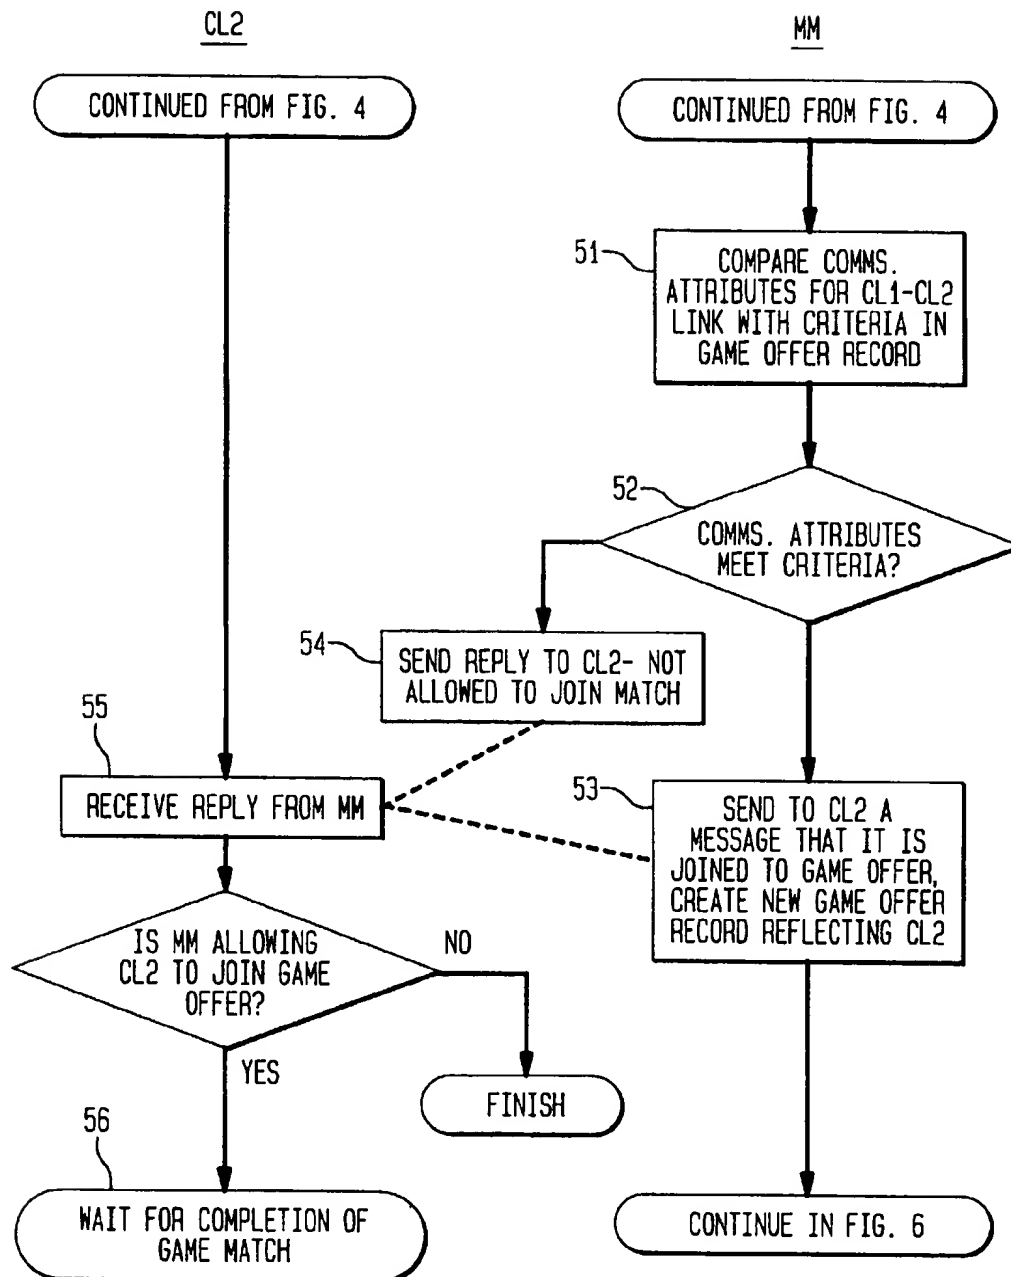 CL2
MM
CONTINUED FROM FIG. 4
CONTINUED FROM FIG. 4
51
COMPARE COMMS.
ATTRIBUTES FOR CL1-CL2
LINK WITH CRITERIA IN
GAME OFFER RECORD
52
COMMS. ATTRIBUTES
MEET CRITERIA?
54
SEND REPLY TO CL2- NOT
ALLOWED TO JOIN MATCH
55
RECEIVE REPLY FROM MM
53
SEND TO CL2 A
MESSAGE THAT IT IS
JOINED TO GAME OFFER,
CREATE NEW GAME OFFER
RECORD REFLECTING CL2
IS MM ALLOWING
CL2 TO JOIN GAME
OFFER?
NO
YES
FINISH
56
WAIT FOR COMPLETION OF
GAME MATCH
CONTINUE IN FIG. 6